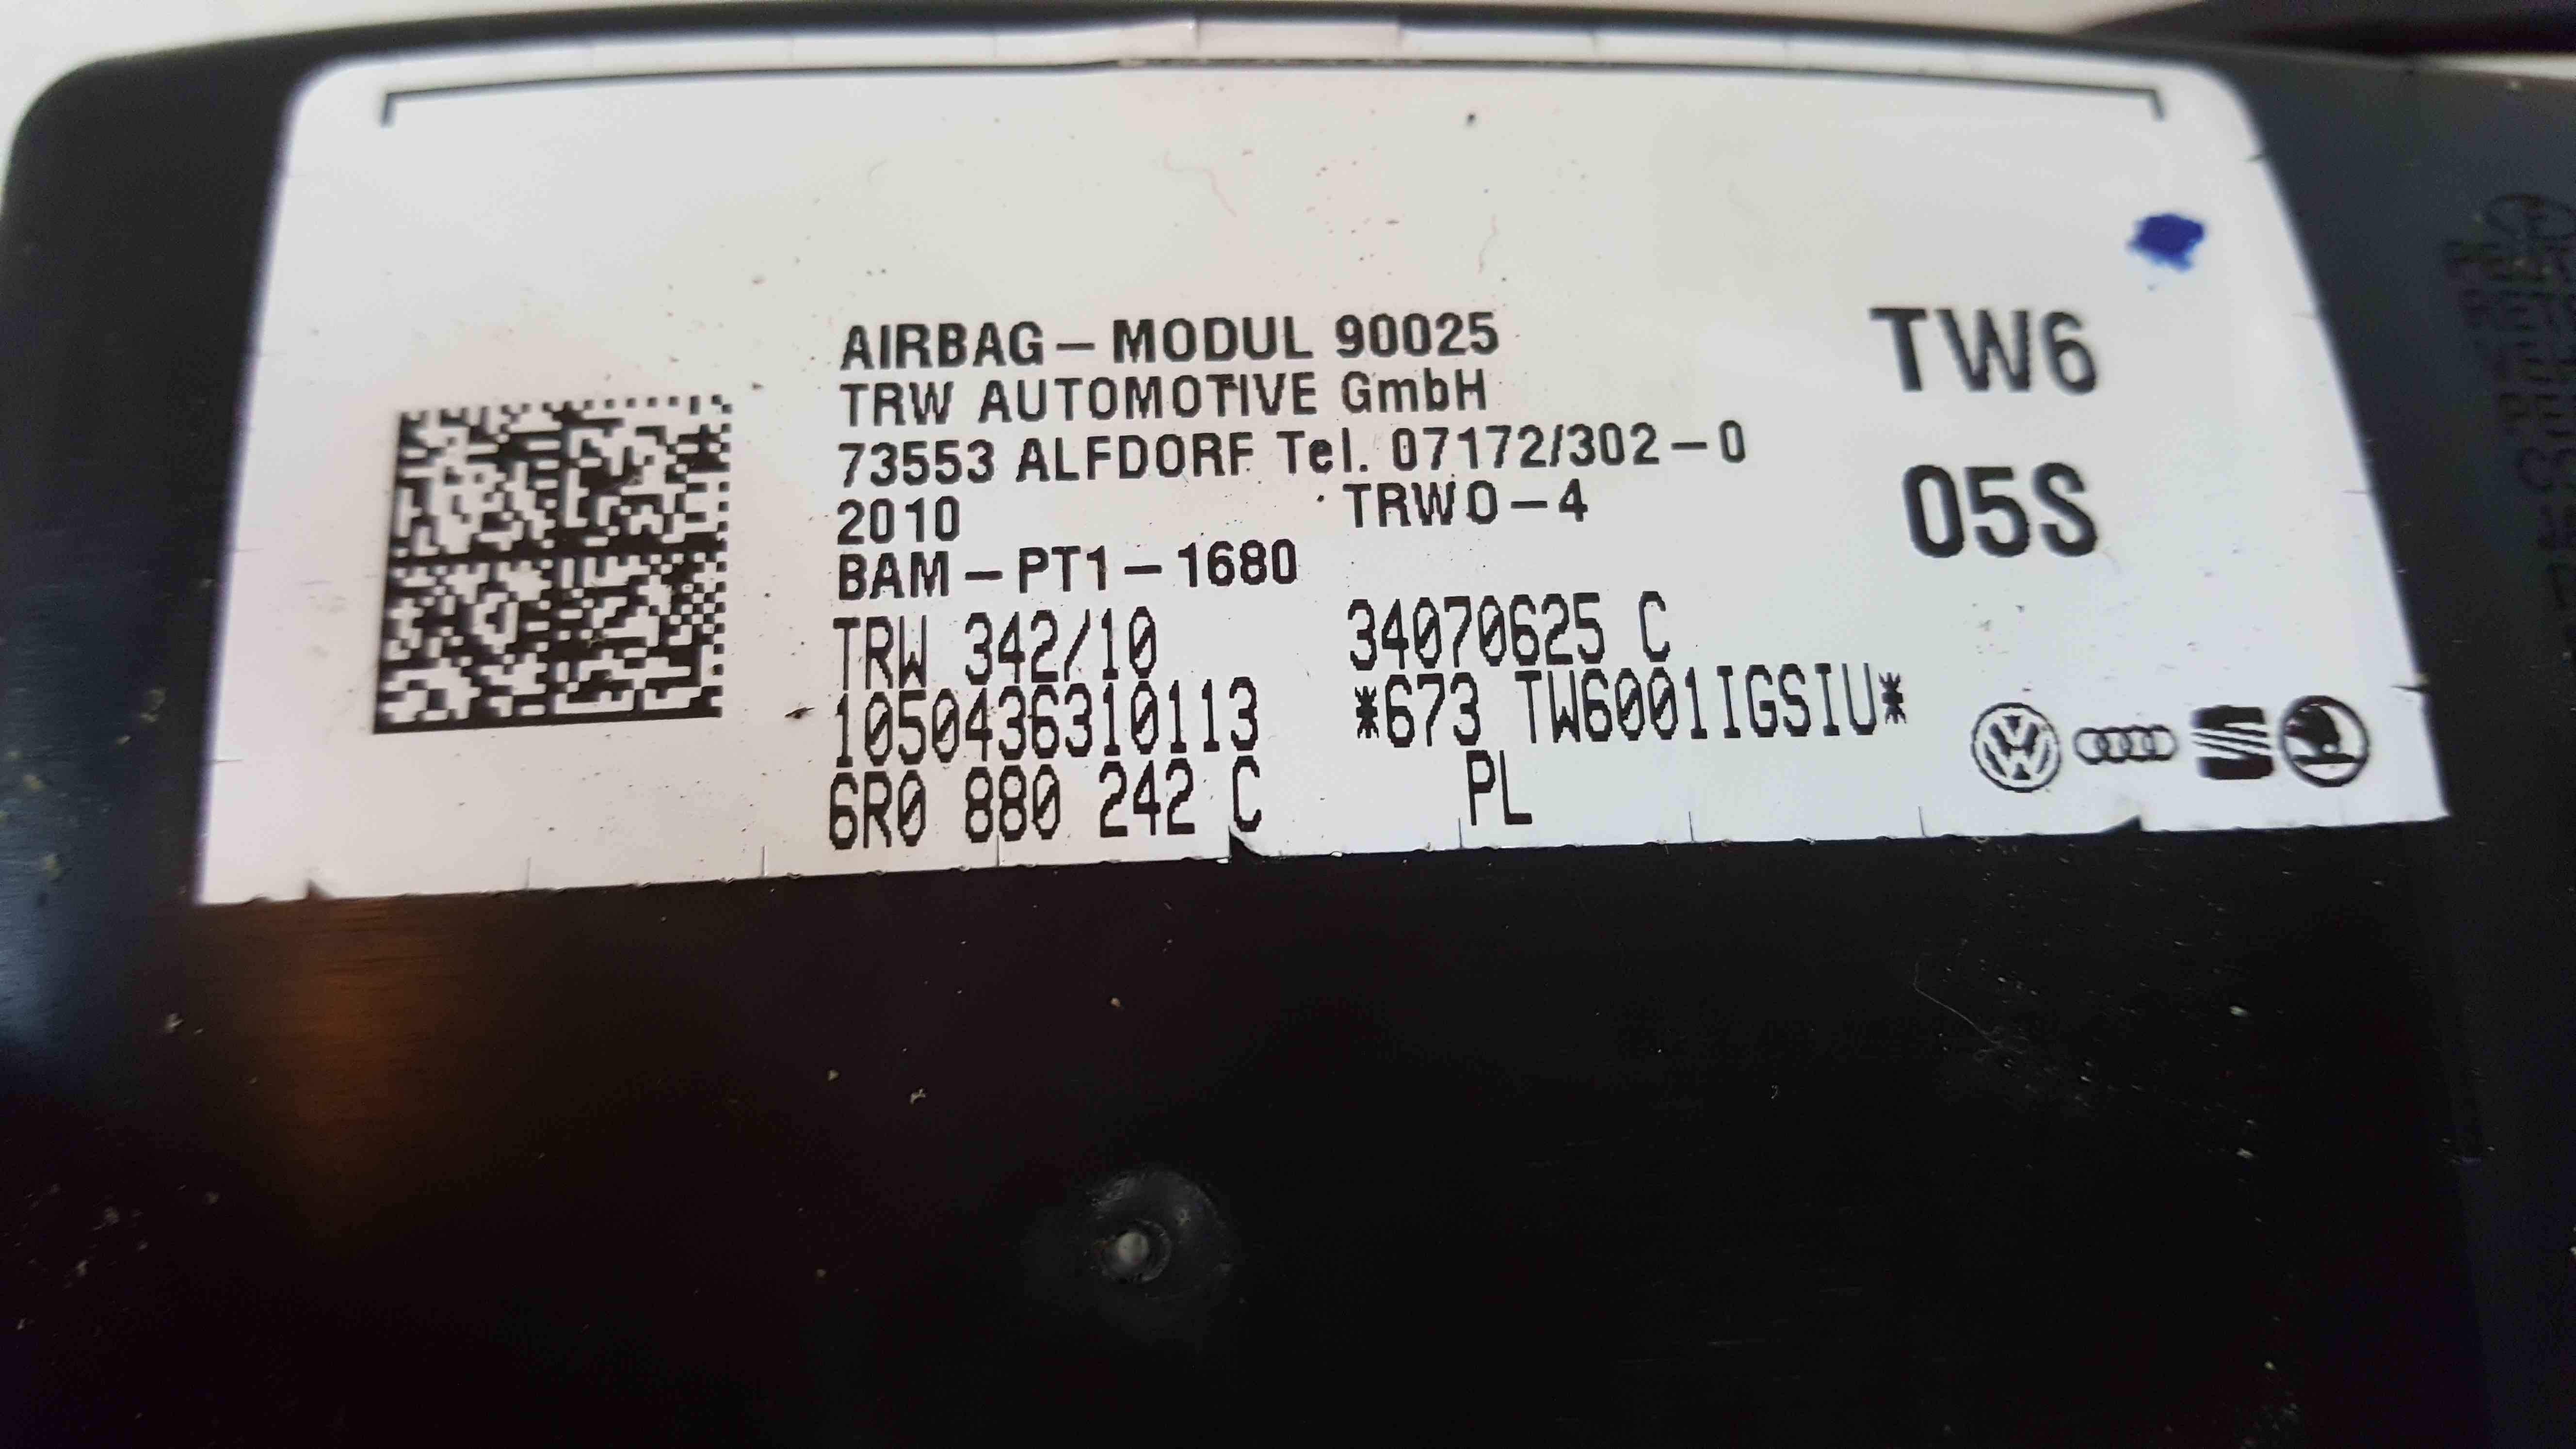 AIRBAG – MODUL 90025
TW6
TRW AUTOMOTIVE GmbH
73553 ALFDORF Tel. 07172/302 – 0
05S
2010 TRWO – 4
BAM – PT1 – 1680
TRW 342/10 34070625 C
1050436310113 *673 TW6001IGSIU*
6R0 880 242 C PL